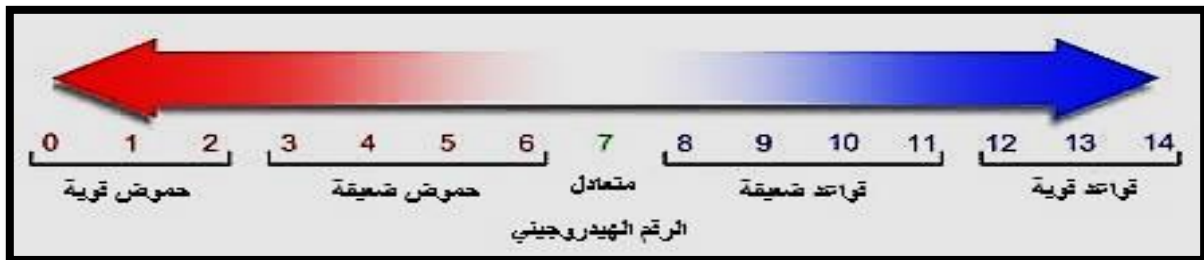 0 1 2 3 4 5 6 7 8 9 10 11 12 13 14
حموض قوية حموض ضعيفة متعادل قواعد ضعيفة قواعد قوية
الرقم الهيدروجيني